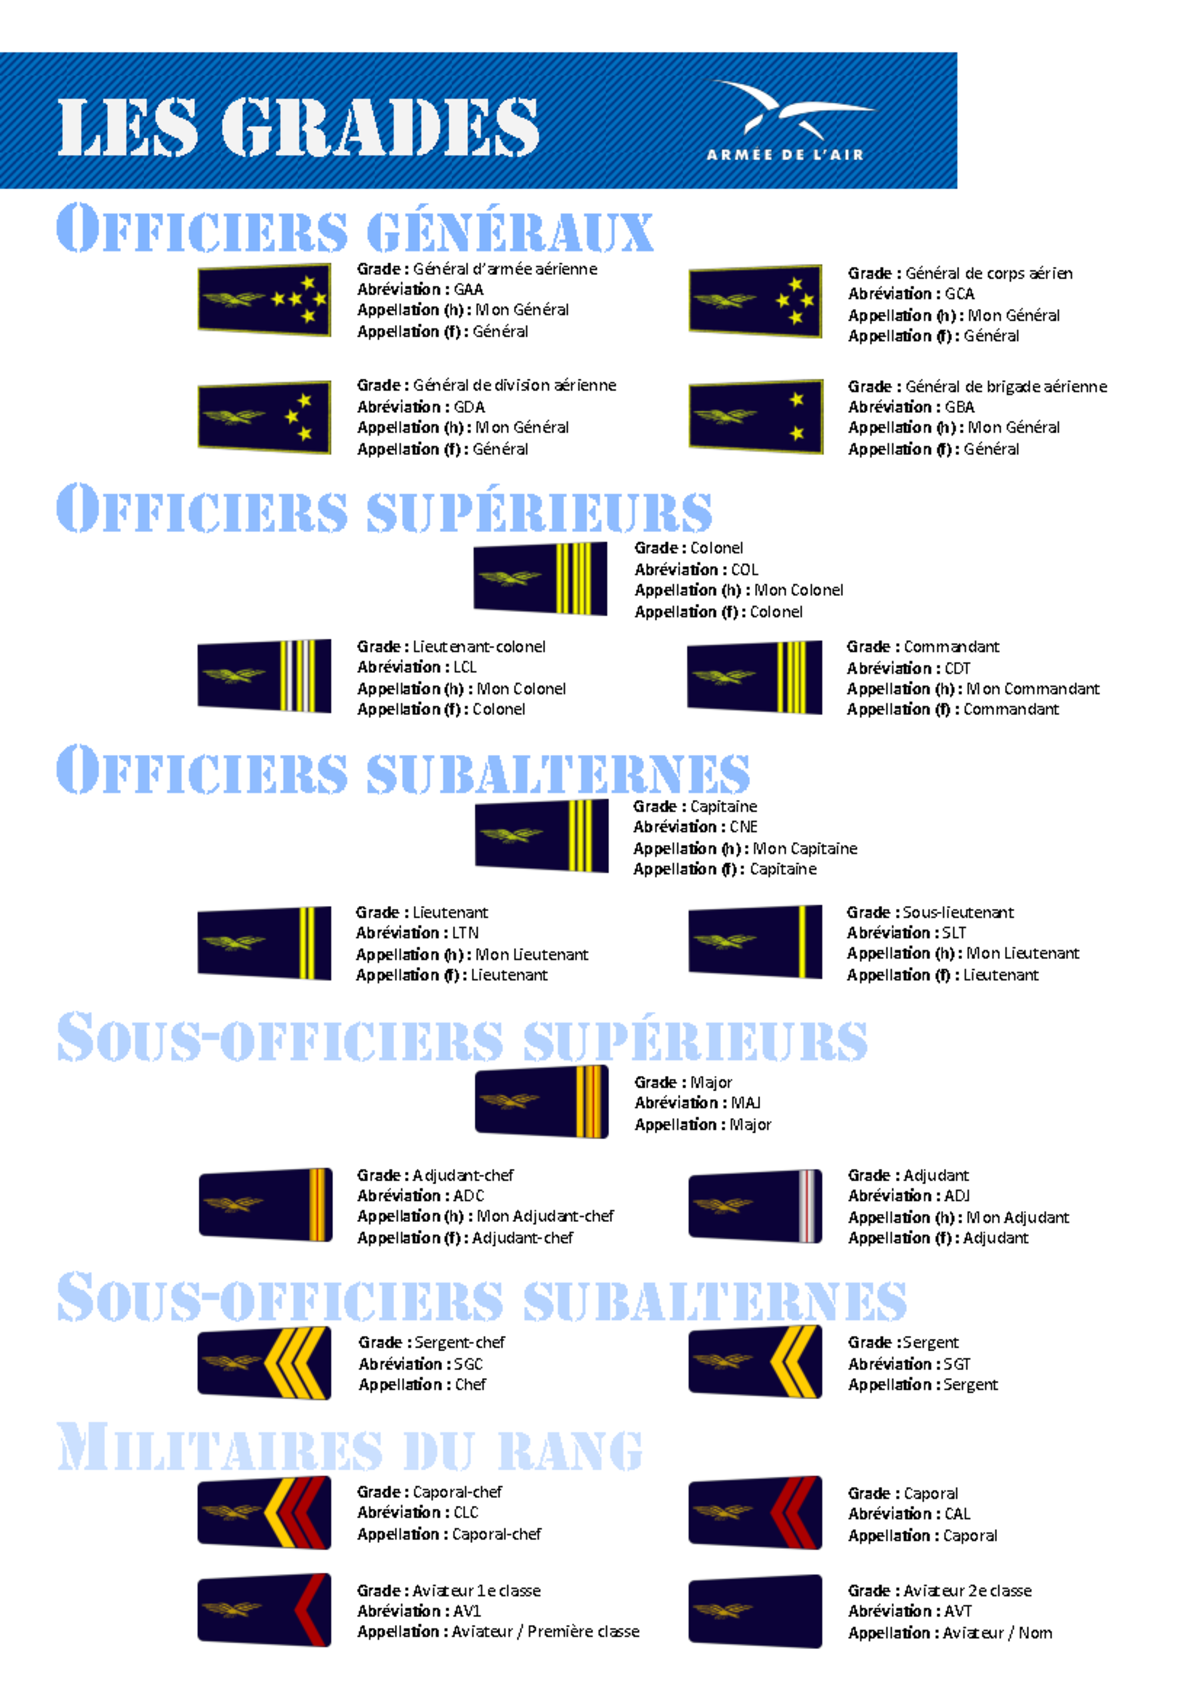 LES GRADES
ARMÉE DE L'AIR
OFFICIERS GÉNÉRAUX
Grade : Général d'armée aérienne
Abréviation : GAA
Appellation (h) : Mon Général
Appellation (f) : Général
Grade : Général de corps aérien
Abréviation : GCA
Appellation (h) : Mon Général
Appellation (f) : Général
Grade : Général de division aérienne
Abréviation : GDA
Appellation (h) : Mon Général
Appellation (f) : Général
Grade : Général de brigade aérienne
Abréviation : GBA
Appellation (h) : Mon Général
Appellation (f) : Général
OFFICIERS SUPÉRIEURS
Grade : Colonel
Abréviation : COL
Appellation (h) : Mon Colonel
Appellation (f) : Colonel
Grade : Lieutenant-colonel
Abréviation : LCL
Appellation (h) : Mon Colonel
Appellation (f) : Colonel
Grade : Commandant
Abréviation : CDT
Appellation (h) : Mon Commandant
Appellation (f) : Commandant
OFFICIERS SUBALTERNES
Grade : Capitaine
Abréviation : CNE
Appellation (h) : Mon Capitaine
Appellation (f) : Capitaine
Grade : Lieutenant
Abréviation : LTN
Appellation (h) : Mon Lieutenant
Appellation (f) : Lieutenant
Grade : Sous-lieutenant
Abréviation : SLT
Appellation (h) : Mon Lieutenant
Appellation (f) : Lieutenant
SOUS-OFFICIERS SUPÉRIEURS
Grade : Major
Abréviation : MAJ
Appellation : Major
Grade : Adjudant-chef
Abréviation : ADC
Appellation (h) : Mon Adjudant-chef
Appellation (f) : Adjudant-chef
Grade : Adjudant
Abréviation : ADJ
Appellation (h) : Mon Adjudant
Appellation (f) : Adjudant
SOUS-OFFICIERS SUBALTERNES
Grade : Sergent-chef
Abréviation : SGC
Appellation : Chef
Grade : Sergent
Abréviation : SGT
Appellation : Sergent
MILITAIRES DU RANG
Grade : Caporal-chef
Abréviation : CLC
Appellation : Caporal-chef
Grade : Caporal
Abréviation : CAL
Appellation : Caporal
Grade : Aviateur 1e classe
Abréviation : AV1
Appellation : Aviateur / Première classe
Grade : Aviateur 2e classe
Abréviation : AVT
Appellation : Aviateur / Nom